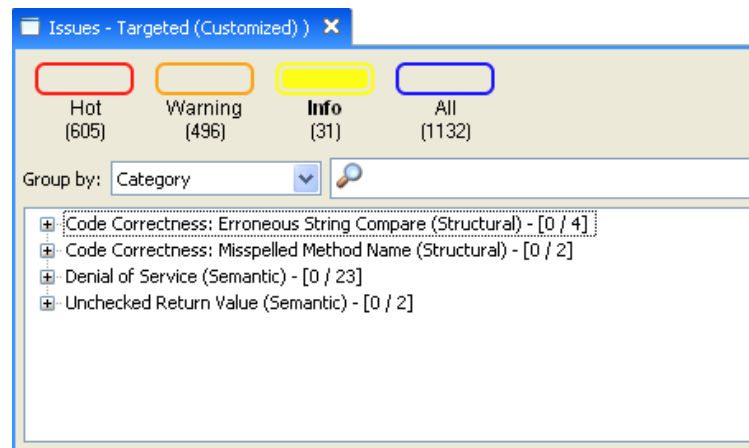 Issues - Targeted (Customized) )
Hot Warning Info All
(605) (496) (31) (1132)
Group by: Category
Code Correctness: Erroneous String Compare (Structural) - [0 / 4]
Code Correctness: Misspelled Method Name (Structural) - [0 / 2]
Denial of Service (Semantic) - [0 / 23]
Unchecked Return Value (Semantic) - [0 / 2]